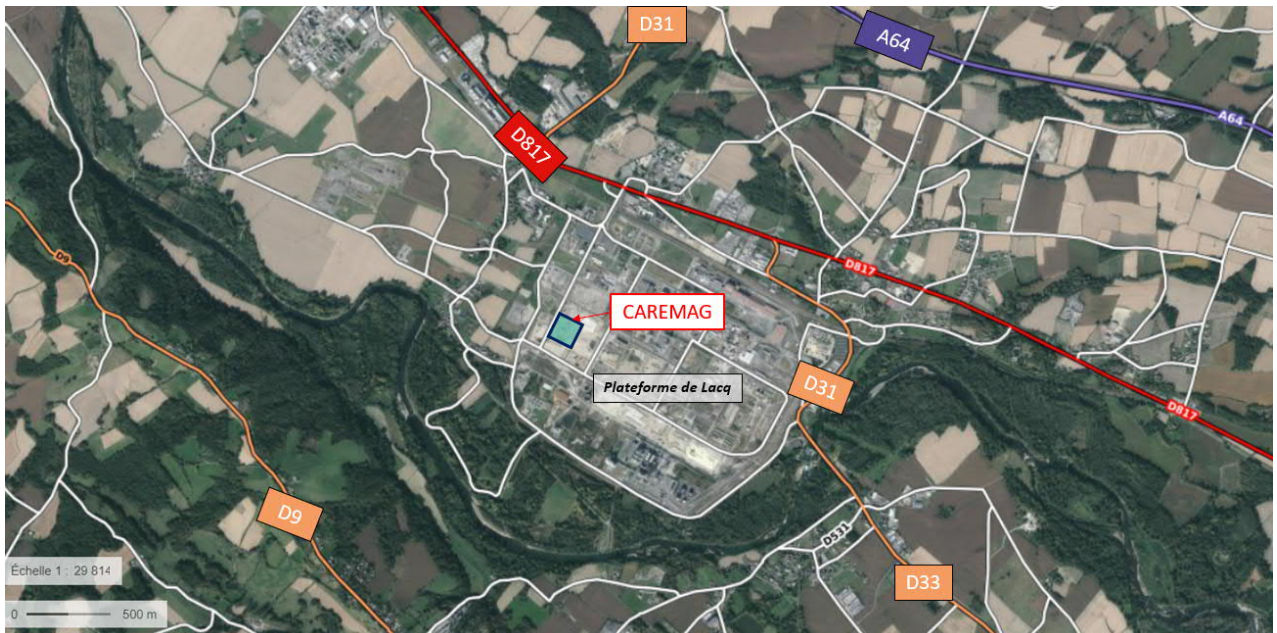 D31
A64
A64
D817
D9
D817
CAREMAG
Plateforme de Lacq
D31
D817
D9
D531
Échelle 1 : 29 814
D33
0 500 m